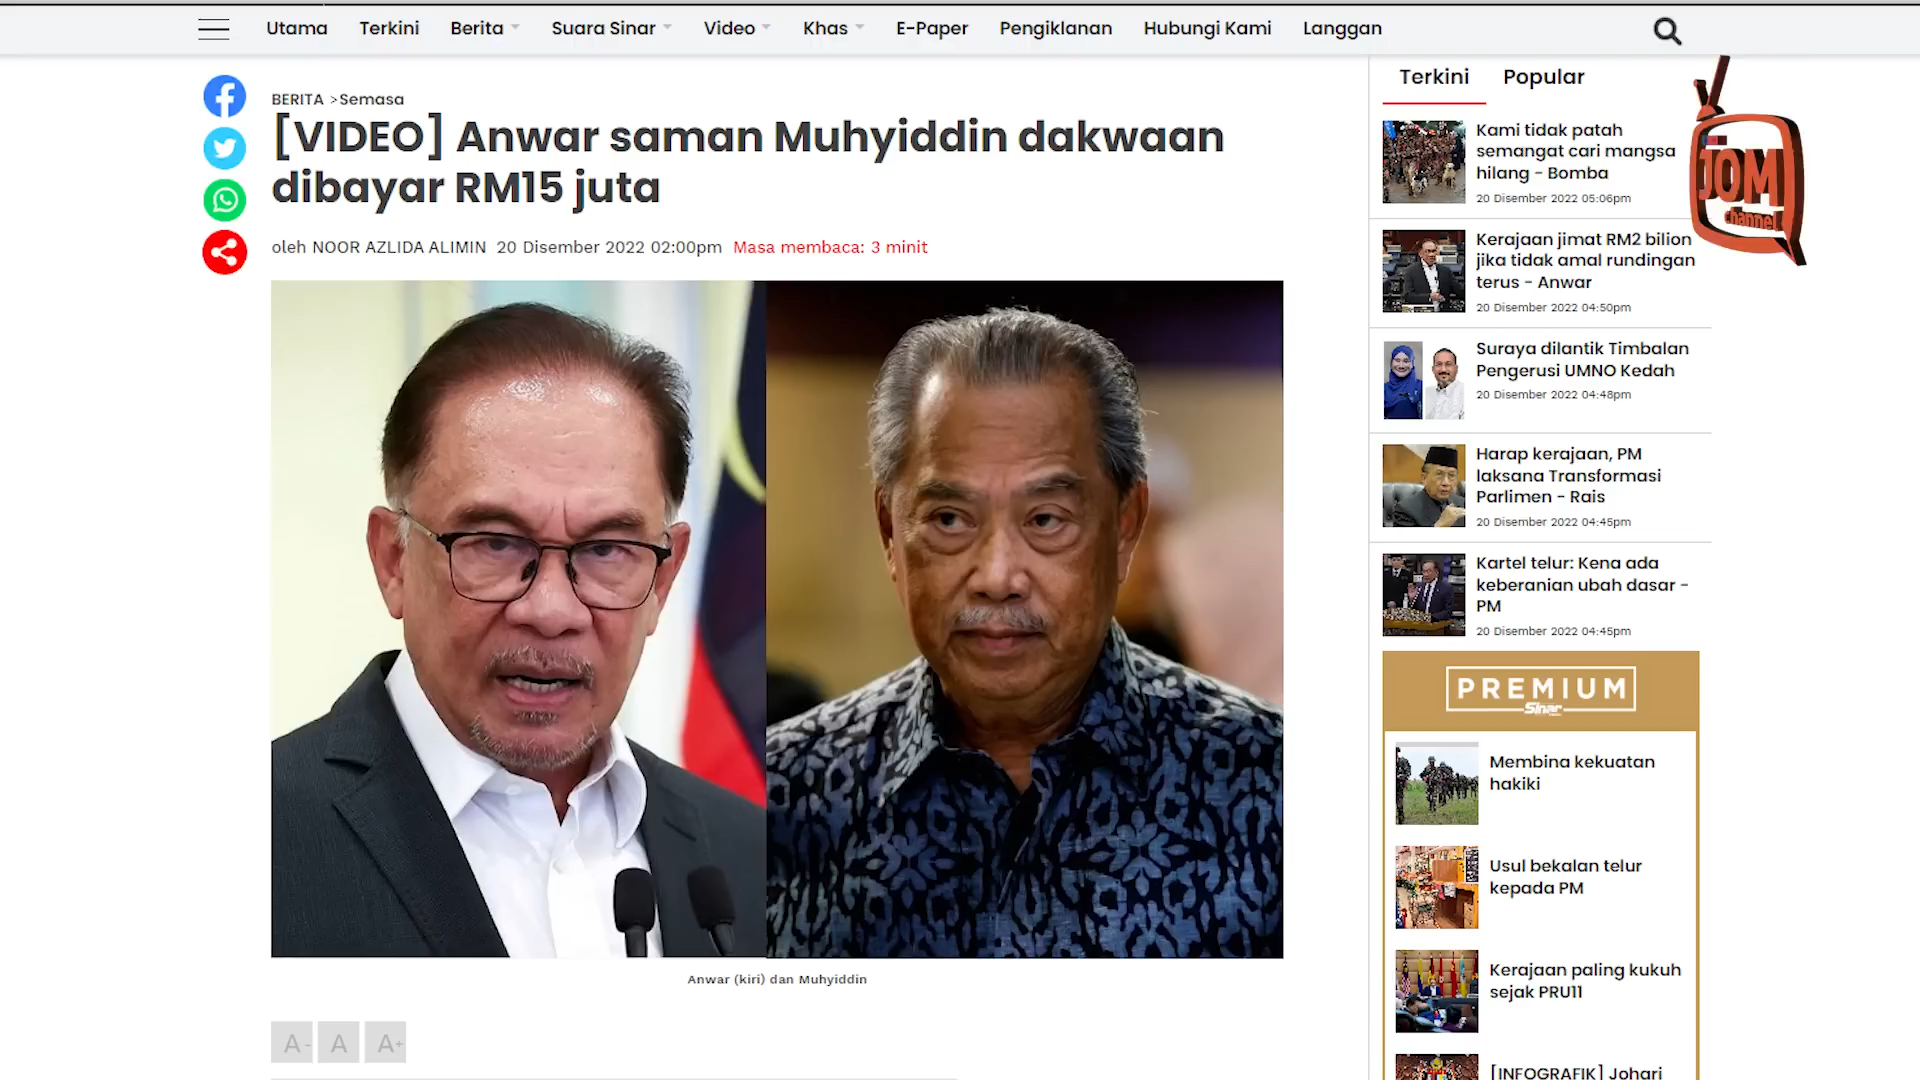 Utama Terkini Berita Suara Sinar Video Khas E-Paper Pengiklanan Hubungi Kami Langgan
BERITA >Semasa
[VIDEO] Anwar saman Muhyiddin dakwaan
dibayar RM15 juta
oleh NOOR AZLIDA ALIMIN 20 Disember 2022 02:00pm Masa membaca: 3 minit
Anwar (kiri) dan Muhyiddin
A- A A+
Terkini Popular
Kami tidak patah
semangat cari mangsa
hilang - Bomba
20 Disember 2022 05:06pm
Kerajaan jimat RM2 bilion
jika tidak amal rundingan
terus - Anwar
20 Disember 2022 04:50pm
Suraya dilantik Timbalan
Pengerusi UMNO Kedah
20 Disember 2022 04:48pm
Harap kerajaan, PM
laksana Transformasi
Parlimen - Rais
20 Disember 2022 04:45pm
Kartel telur: Kena ada
keberanian ubah dasar -
PM
20 Disember 2022 04:45pm
JOM
channel
PREMIUM
Sinar
Membina kekuatan
hakiki
Usul bekalan telur
kepada PM
Kerajaan paling kukuh
sejak PRU11
[INFOGRAFIK] Johari